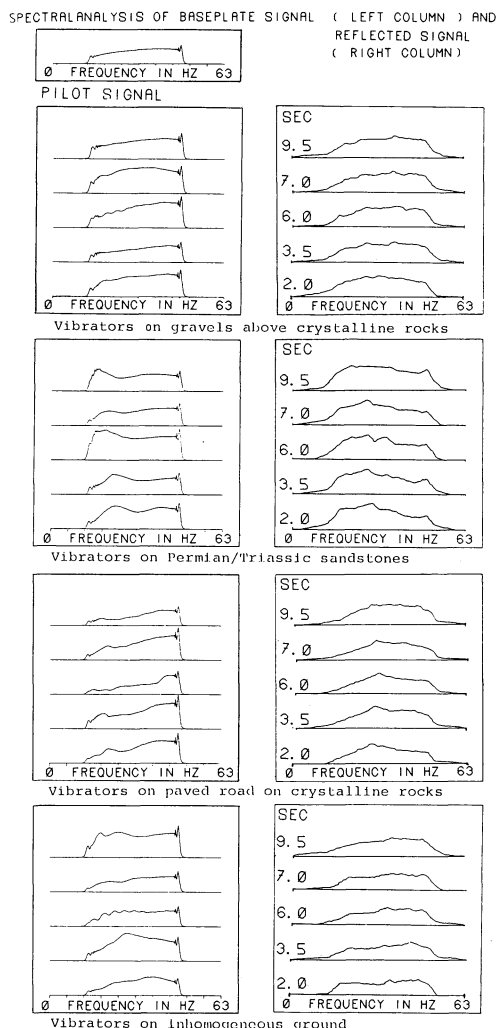 SPECTRALANALYSIS OF BASEPLATE SIGNAL ( LEFT COLUMN ) AND
REFLECTED SIGNAL
( RIGHT COLUMN)
Ø FREQUENCY IN HZ 63
PILOT SIGNAL
SEC
9.5
7.Ø
6.Ø
3.5
2.Ø
Ø FREQUENCY IN HZ 63
Ø FREQUENCY IN HZ 63
Vibrators on gravels above crystalline rocks
SEC
9.5
7.Ø
6.Ø
3.5
2.Ø
Ø FREQUENCY IN HZ 63
Ø FREQUENCY IN HZ 63
Vibrators on Permian/Triassic sandstones
SEC
9.5
7.Ø
6.Ø
3.5
2.Ø
Ø FREQUENCY IN HZ 63
Ø FREQUENCY IN HZ 63
Vibrators on paved road on crystalline rocks
SEC
9.5
7.Ø
6.Ø
3.5
2.Ø
Ø FREQUENCY IN HZ 63
Ø FREQUENCY IN HZ 63
Vibrators on inhomogeneous ground